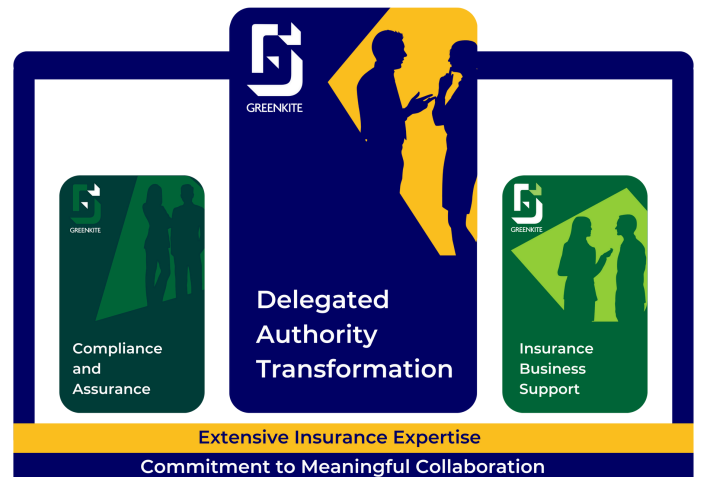 GREENKITE
Delegated
Authority
Transformation
GREENKITE
Compliance
and
Assurance
GREENKITE
Insurance
Business
Support
Extensive Insurance Expertise
Commitment to Meaningful Collaboration